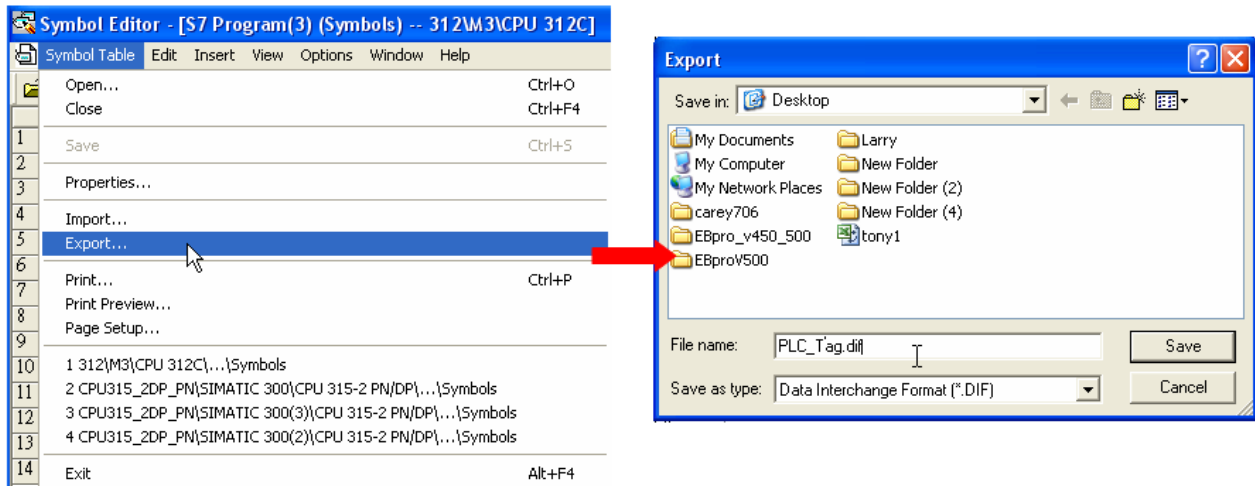 Symbol Editor - [S7 Program(3) (Symbols) -- 312\M3\CPU 312C]
Symbol Table Edit Insert View Options Window Help
Open... Ctrl+O
Close Ctrl+F4
Save Ctrl+S
Properties...
Import...
Export...
Print... Ctrl+P
Print Preview...
Page Setup...
1 312\M3\CPU 312C\...\Symbols
2 CPU315_2DP_PN\SIMATIC 300\CPU 315-2 PN/DP\...\Symbols
3 CPU315_2DP_PN\SIMATIC 300(3)\CPU 315-2 PN/DP\...\Symbols
4 CPU315_2DP_PN\SIMATIC 300(2)\CPU 315-2 PN/DP\...\Symbols
Exit Alt+F4
1
2
3
4
5
6
7
8
9
10
11
12
13
14
Export
Save in: Desktop
My Documents
My Computer
My Network Places
carey706
EBpro_v450_500
EBproV500
Larry
New Folder
New Folder (2)
New Folder (4)
tony1
File name: PLC_Tag.dif
Save
Save as type: Data Interchange Format (*.DIF)
Cancel